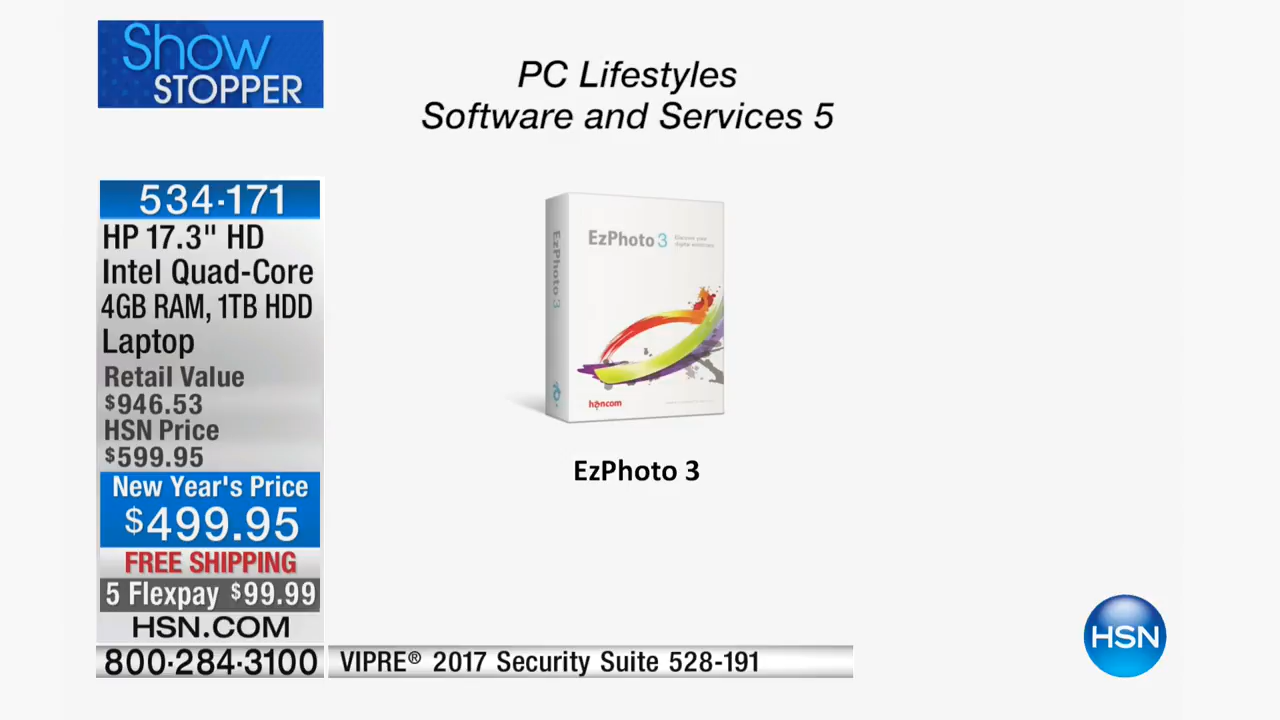 Show
STOPPER
PC Lifestyles
Software and Services 5
534-171
HP 17.3" HD
Intel Quad-Core
4GB RAM, 1TB HDD
Laptop
Retail Value
$946.53
HSN Price
$599.95
New Year's Price
$499.95
FREE SHIPPING
5 Flexpay $99.99
HSN.COM
800·284·3100
VIPRE® 2017 Security Suite 528-191
EzPhoto 3
EzPhoto 3
hancom
EzPhoto 3
HSN